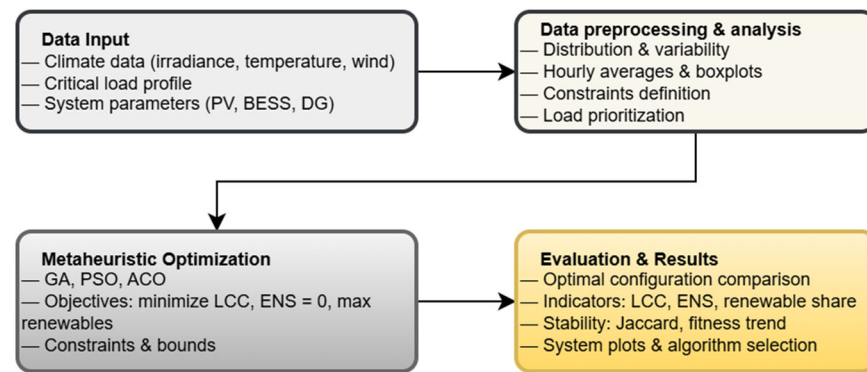 Data Input
— Climate data (irradiance, temperature, wind)
— Critical load profile
— System parameters (PV, BESS, DG)
Data preprocessing & analysis
— Distribution & variability
— Hourly averages & boxplots
— Constraints definition
— Load prioritization
Metaheuristic Optimization
— GA, PSO, ACO
— Objectives: minimize LCC, ENS = 0, max
renewables
— Constraints & bounds
Evaluation & Results
— Optimal configuration comparison
— Indicators: LCC, ENS, renewable share
— Stability: Jaccard, fitness trend
— System plots & algorithm selection